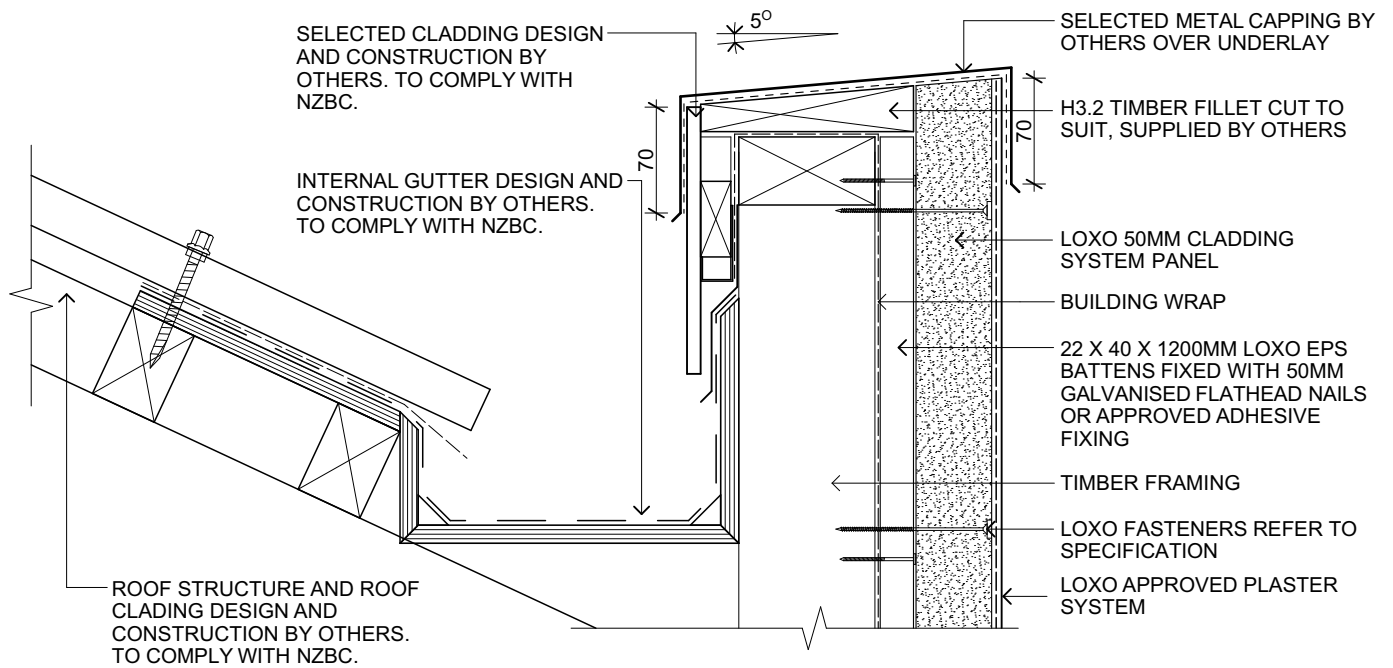 SELECTED CLADDING DESIGN
AND CONSTRUCTION BY
OTHERS. TO COMPLY WITH
NZBC.
5O
SELECTED METAL CAPPING BY
OTHERS OVER UNDERLAY
70
70
H3.2 TIMBER FILLET CUT TO
SUIT, SUPPLIED BY OTHERS
INTERNAL GUTTER DESIGN AND
CONSTRUCTION BY OTHERS.
TO COMPLY WITH NZBC.
LOXO 50MM CLADDING
SYSTEM PANEL
BUILDING WRAP
22 X 40 X 1200MM LOXO EPS
BATTENS FIXED WITH 50MM
GALVANISED FLATHEAD NAILS
OR APPROVED ADHESIVE
FIXING
TIMBER FRAMING
LOXO FASTENERS REFER TO
SPECIFICATION
LOXO APPROVED PLASTER
SYSTEM
ROOF STRUCTURE AND ROOF
CLADING DESIGN AND
CONSTRUCTION BY OTHERS.
TO COMPLY WITH NZBC.